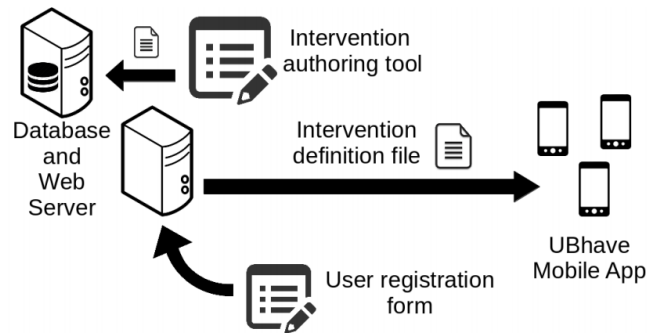 Intervention
authoring tool
Database
and
Web
Server
Intervention
definition file
UBhave
Mobile App
User registration
form